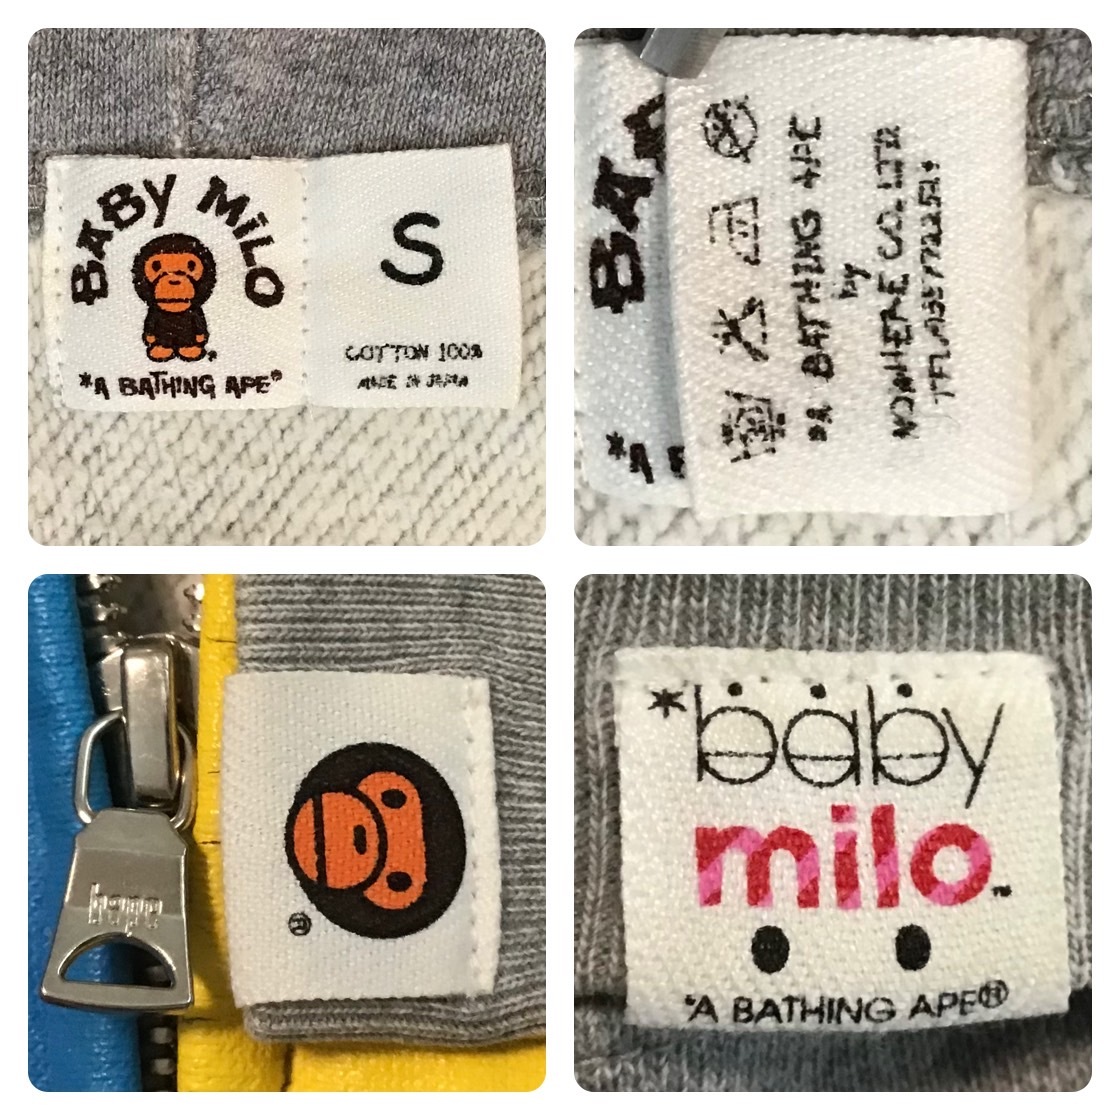 BABY MiLO
*A BATHING APE®
S
COTTON 100%
MADE IN JAPAN
BA
*A
BATHING APE
by
NOWHERE CO. LTD
bape
®
*baby
milo™
"A BATHING APE®